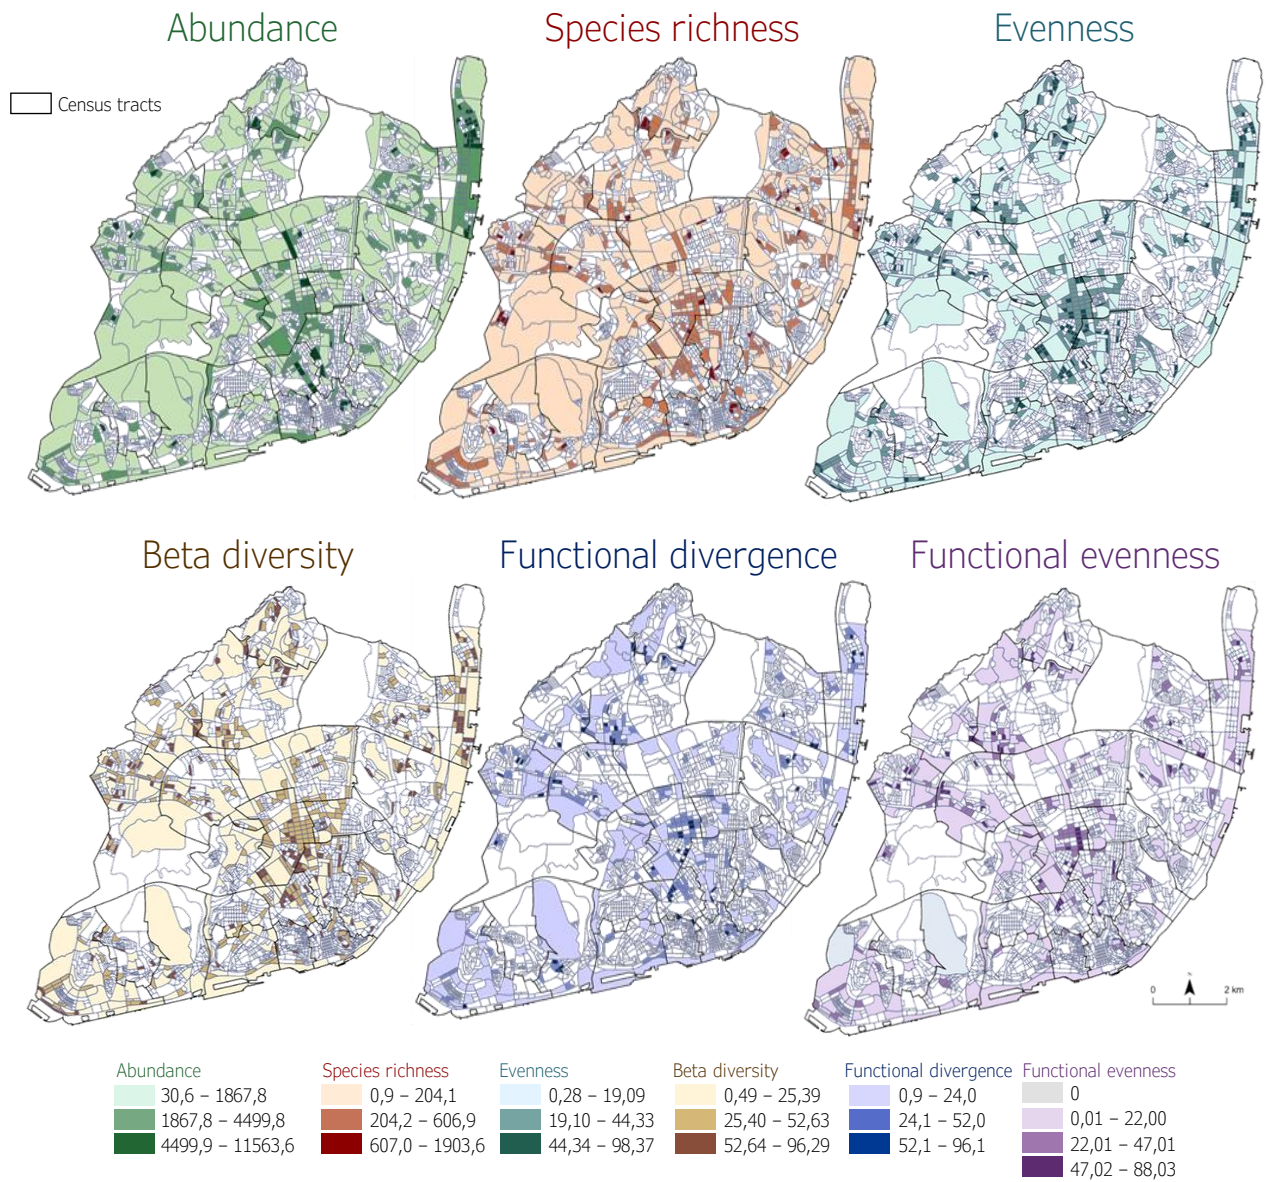 Abundance
Species richness
Evenness
Census tracts
Beta diversity
Functional divergence
Functional evenness
0 2 km
Abundance
30,6 – 1867,8
1867,8 – 4499,8
4499,9 – 11563,6
Species richness
0,9 – 204,1
204,2 – 606,9
607,0 – 1903,6
Evenness
0,28 – 19,09
19,10 – 44,33
44,34 – 98,37
Beta diversity
0,49 – 25,39
25,40 – 52,63
52,64 – 96,29
Functional divergence
0,9 – 24,0
24,1 – 52,0
52,1 – 96,1
Functional evenness
0
0,01 – 22,00
22,01 – 47,01
47,02 – 88,03